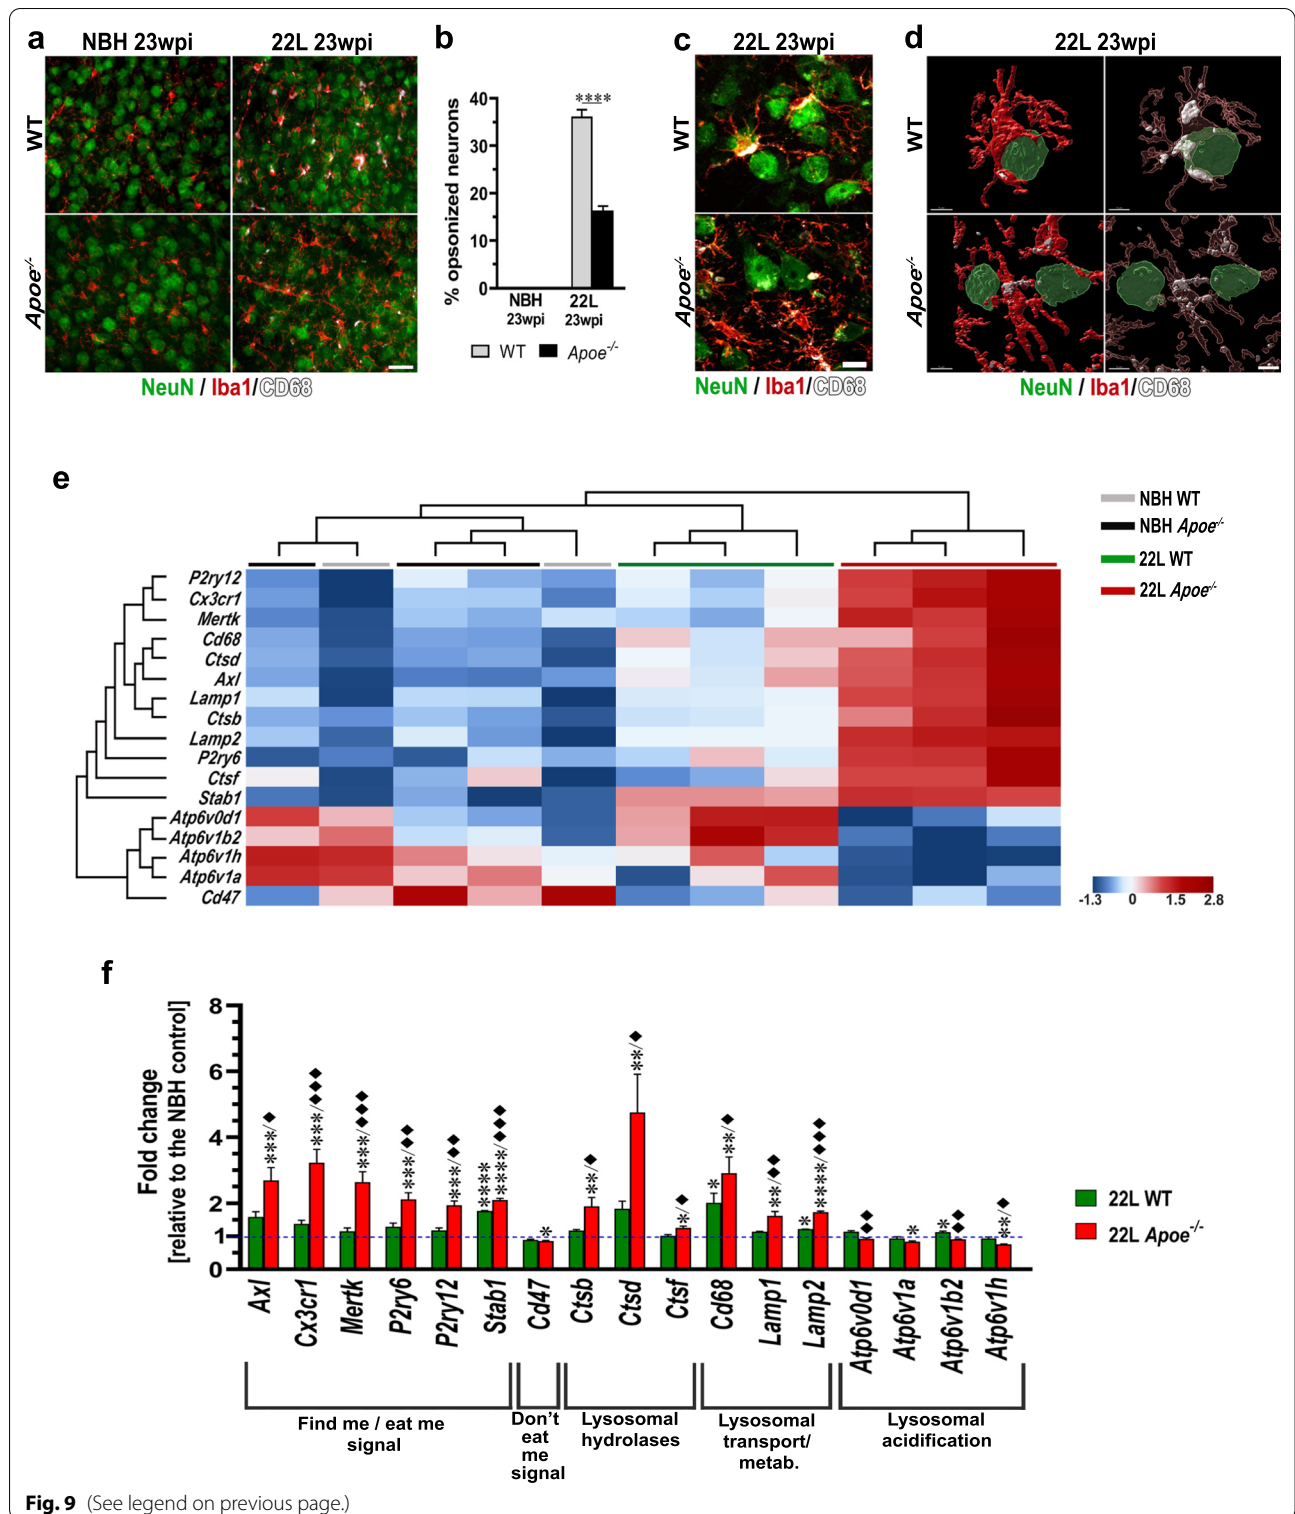 a
NBH 23wpi
22L 23wpi
WT
Apoe-/-
NeuN / Iba1/CD68
b
% opsonized neurons
40
30
20
10
0
****
NBH
23wpi
22L
23wpi
WT
Apoe-/-
c
22L 23wpi
WT
Apoe-/-
NeuN / Iba1/CD68
d
22L 23wpi
WT
Apoe-/-
NeuN / Iba1/CD68
e
NBH WT
NBH Apoe-/-
22L WT
22L Apoe-/-
P2ry12
Cx3cr1
Mertk
Cd68
Ctsd
Axl
Lamp1
Ctsb
Lamp2
P2ry6
Ctsf
Stab1
Atp6v0d1
Atp6v1b2
Atp6v1h
Atp6v1a
Cd47
-1.3 0 1.5 2.8
f
Fold change
[relative to the NBH control]
8
6
4
2
1
0
***/◆
***/◆◆◆
***/◆◆◆
***/◆◆
***/◆◆
****
****/◆◆◆
*
**/◆
**/◆
*/◆
*
**/◆
**/◆◆
*
****/◆◆◆
◆◆
*
*
◆◆
**/◆
22L WT
22L Apoe-/-
Axl
Cx3cr1
Mertk
P2ry6
P2ry12
Stab1
Cd47
Ctsb
Ctsd
Ctsf
Cd68
Lamp1
Lamp2
Atp6v0d1
Atp6v1a
Atp6v1b2
Atp6v1h
Find me / eat me
signal
Don't
eat
me
signal
Lysosomal
hydrolases
Lysosomal
transport/
metab.
Lysosomal
acidification
Fig. 9 (See legend on previous page.)